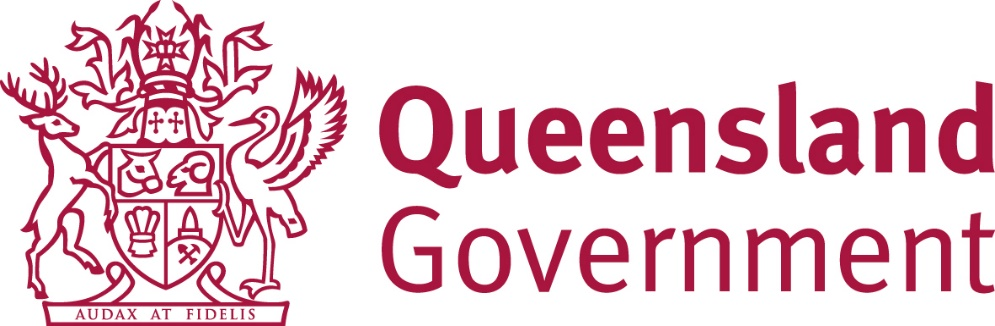 Queensland
Government
AUDAX AT FIDELIS